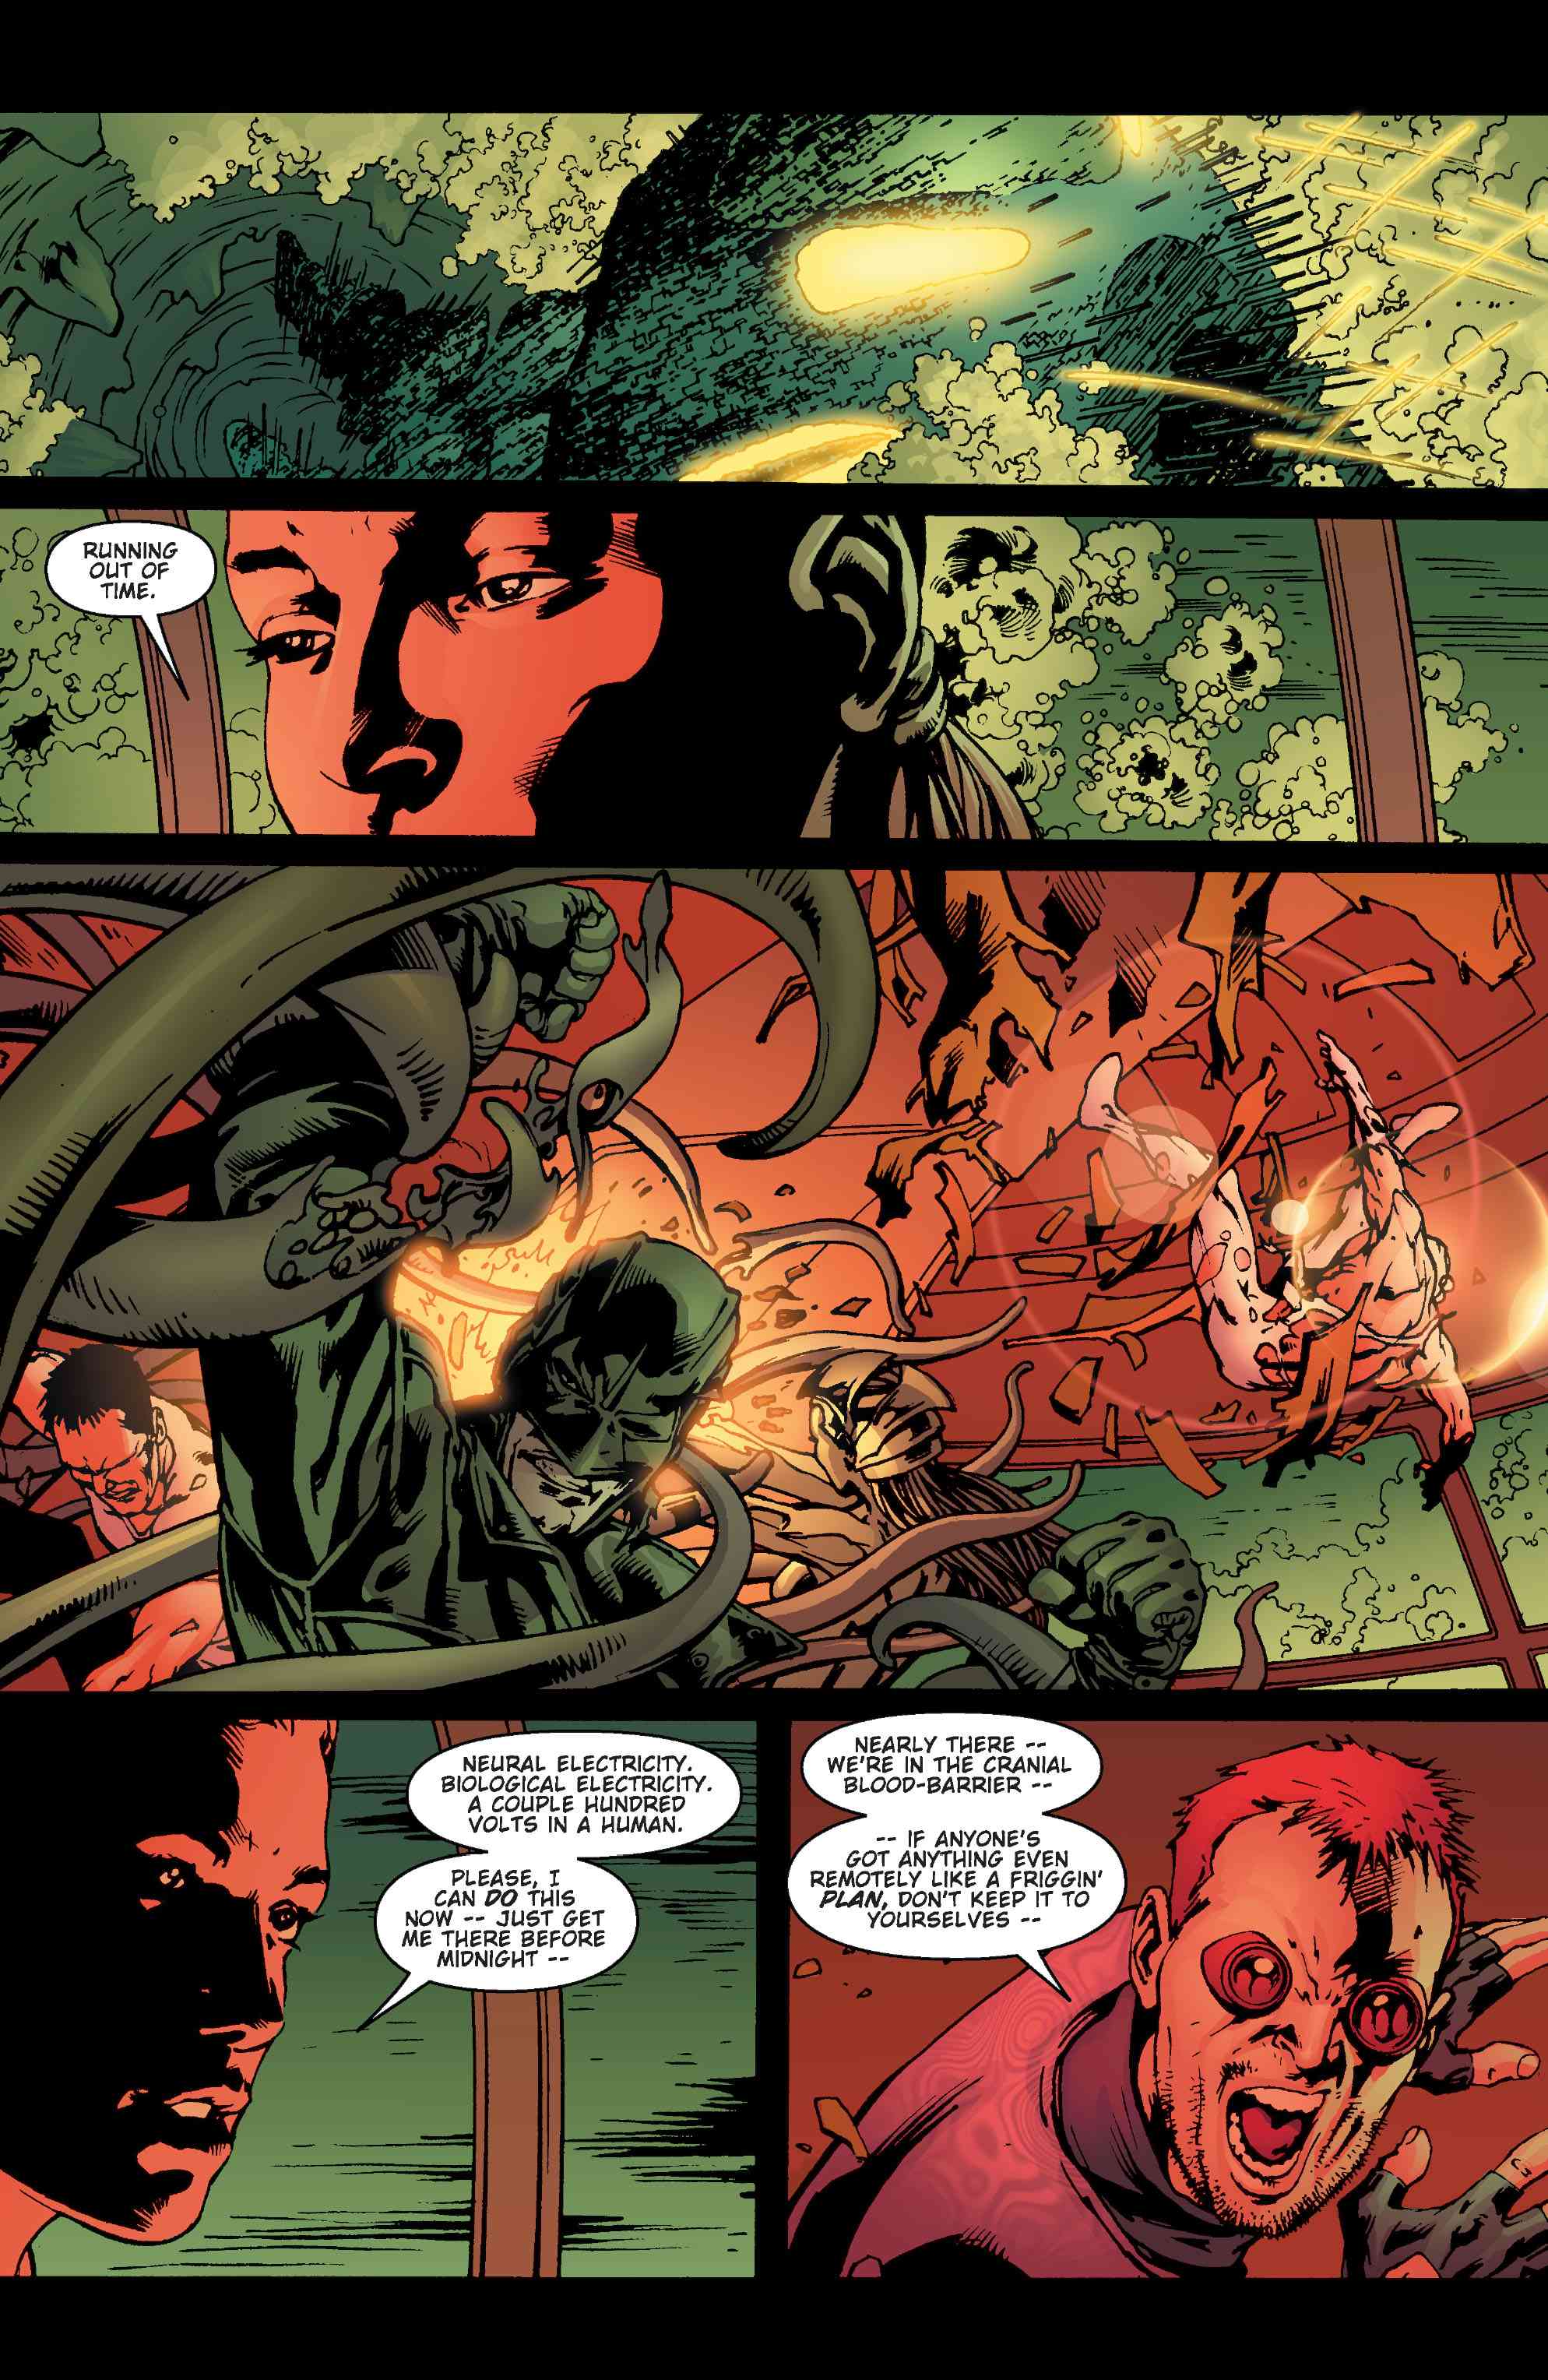 RUNNING
OUT OF
TIME.
NEURAL ELECTRICITY.
BIOLOGICAL ELECTRICITY.
A COUPLE HUNDRED
VOLTS IN A HUMAN.
PLEASE, I
CAN DO THIS
NOW -- JUST GET
ME THERE BEFORE
MIDNIGHT --
NEARLY THERE --
WE'RE IN THE CRANIAL
BLOOD-BARRIER --
-- IF ANYONE'S
GOT ANYTHING EVEN
REMOTELY LIKE A FRIGGIN'
PLAN, DON'T KEEP IT TO
YOURSELVES --